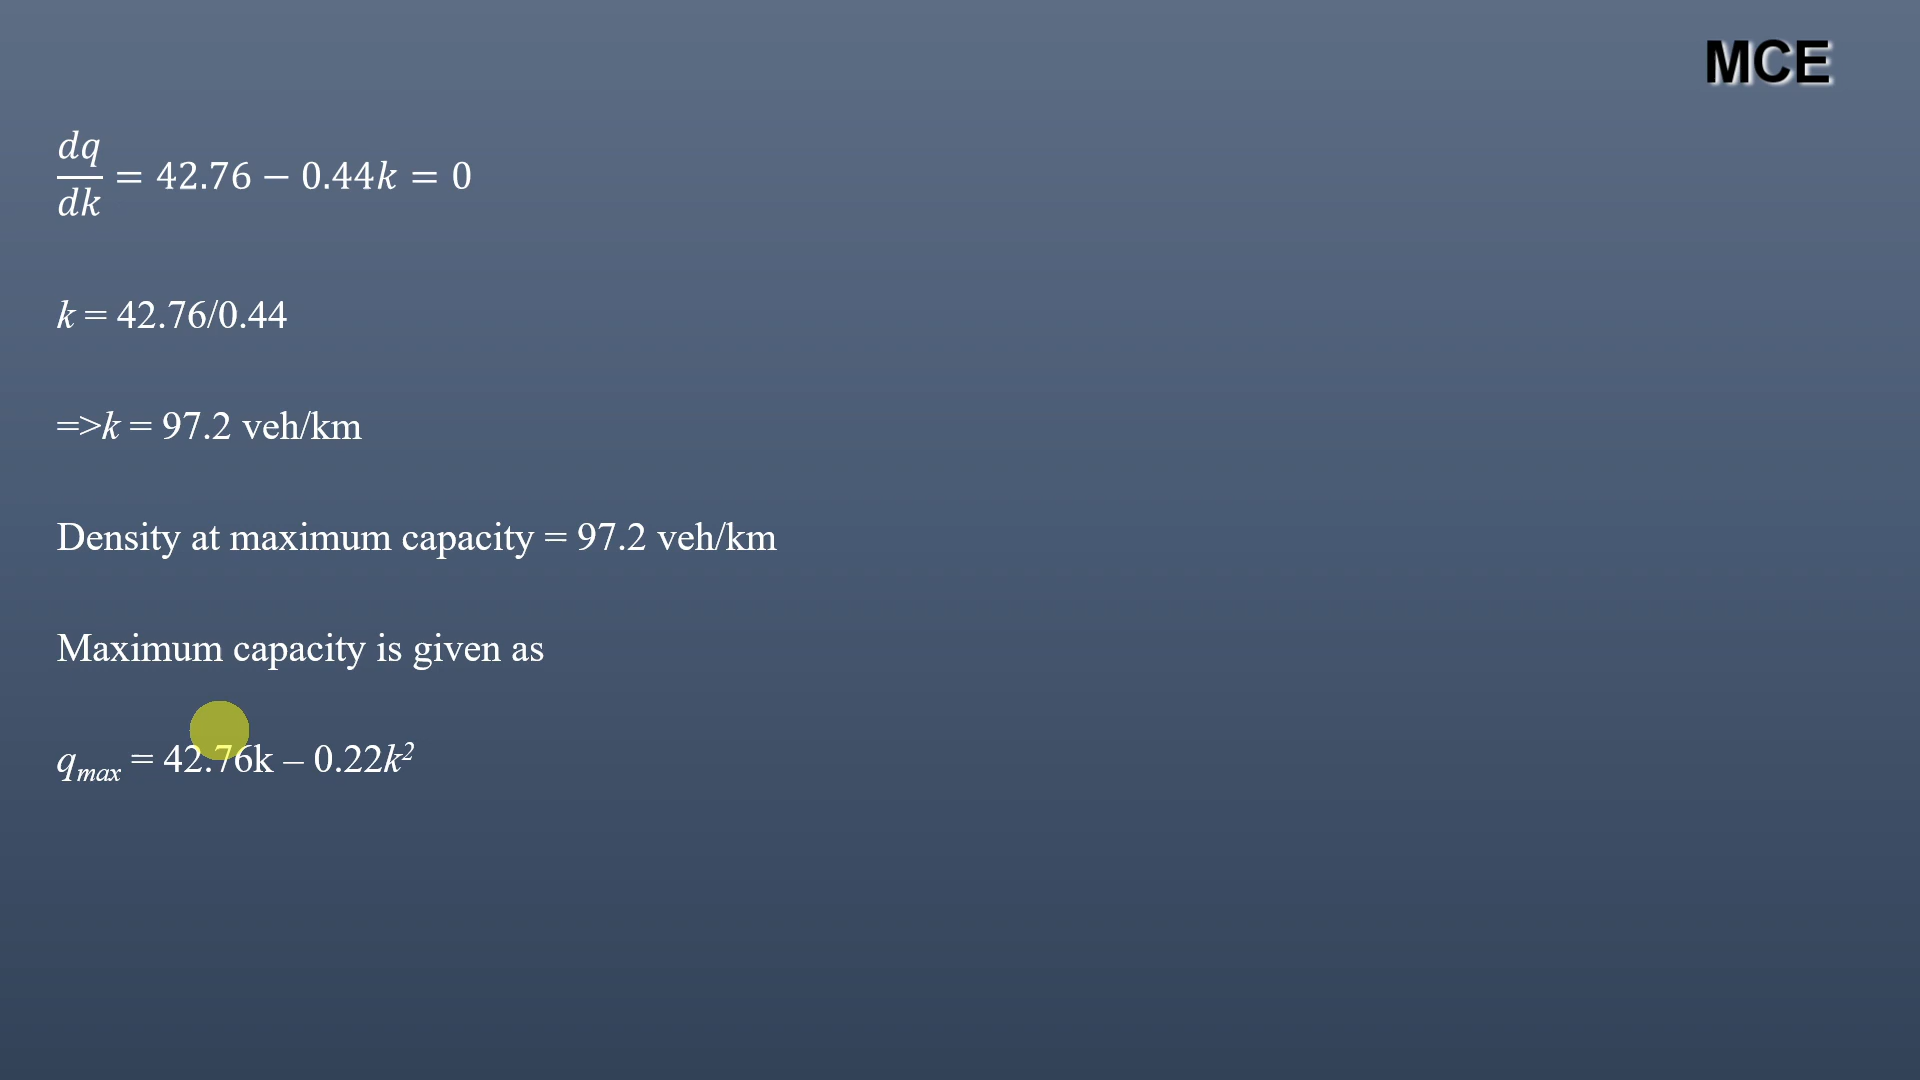 MCE
dq/dk = 42.76 − 0.44k = 0
k = 42.76/0.44
=>k = 97.2 veh/km
Density at maximum capacity = 97.2 veh/km
Maximum capacity is given as
qmax = 42.76k – 0.22k²